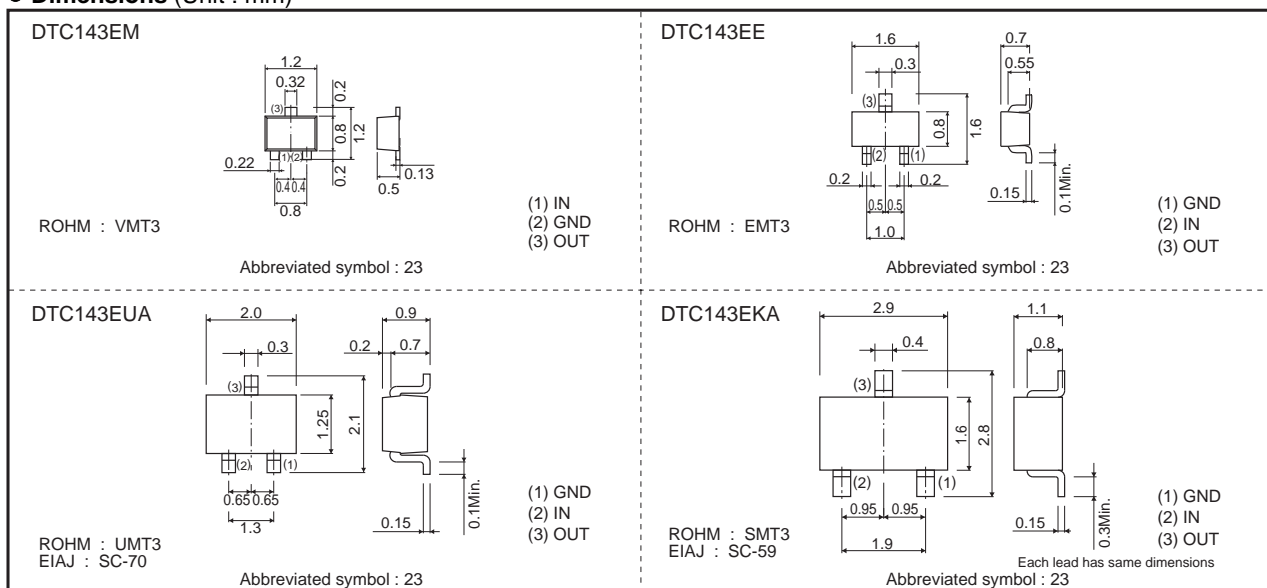 Dimensions (Unit : mm)
DTC143EM
1.2
0.32
0.2
(3)
0.8
1.2
(1)
(2)
0.22
0.2
0.4
0.4
0.8
0.5
0.13
ROHM : VMT3
(1) IN
(2) GND
(3) OUT
Abbreviated symbol : 23
DTC143EE
1.6
0.3
0.7
0.55
(3)
0.8
1.6
(2)
(1)
0.2
0.2
0.5
0.5
1.0
0.15
0.1Min.
ROHM : EMT3
(1) GND
(2) IN
(3) OUT
Abbreviated symbol : 23
DTC143EUA
2.0
0.3
0.9
0.2
0.7
(3)
1.25
2.1
(2)
(1)
0.65
0.65
1.3
0.15
0.1Min.
ROHM : UMT3
EIAJ : SC-70
(1) GND
(2) IN
(3) OUT
Abbreviated symbol : 23
DTC143EKA
2.9
0.4
1.1
0.8
(3)
1.6
2.8
(2)
(1)
0.95
0.95
1.9
0.15
0.3Min.
ROHM : SMT3
EIAJ : SC-59
(1) GND
(2) IN
(3) OUT
Each lead has same dimensions
Abbreviated symbol : 23